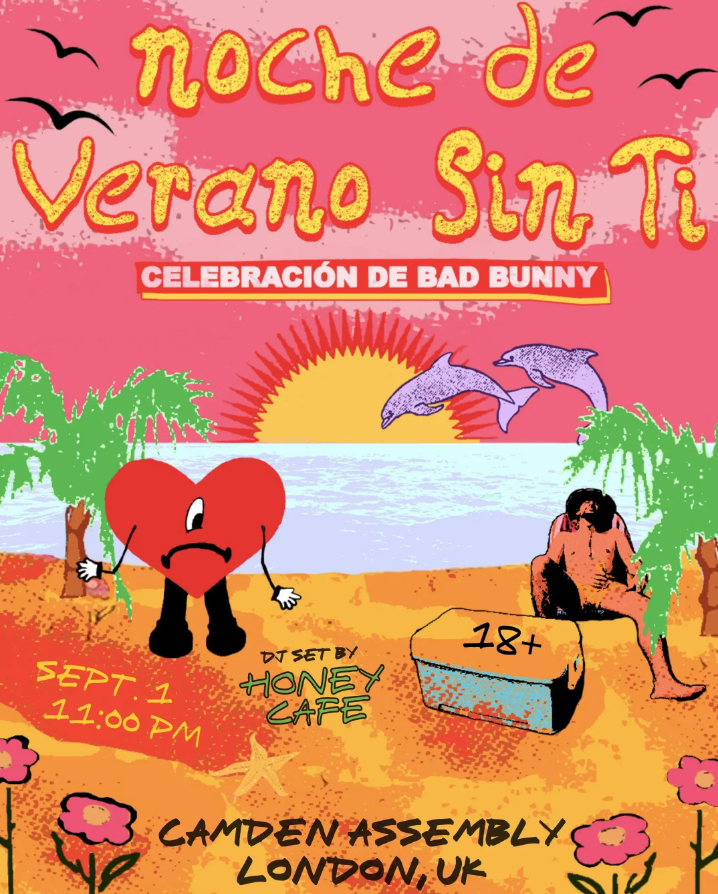 noche de
Verano Sin Ti
CELEBRACIÓN DE BAD BUNNY
18+
DJ SET BY
HONEY
CAFE
SEPT. 1
11:00 PM
CAMDEN ASSEMBLY
LONDON, UK